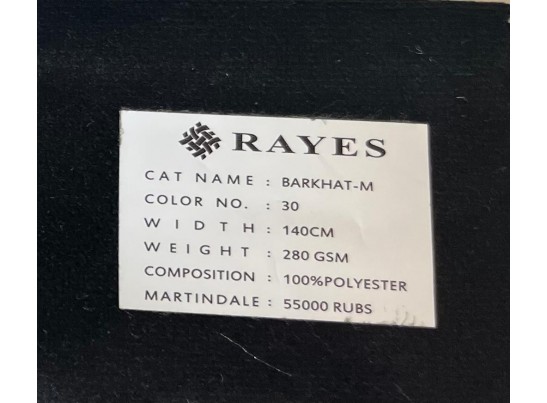 RAYES
CAT NAME : BARKHAT-M
COLOR NO. : 30
WIDTH : 140CM
WEIGHT : 280 GSM
COMPOSITION : 100%POLYESTER
MARTINDALE : 55000 RUBS